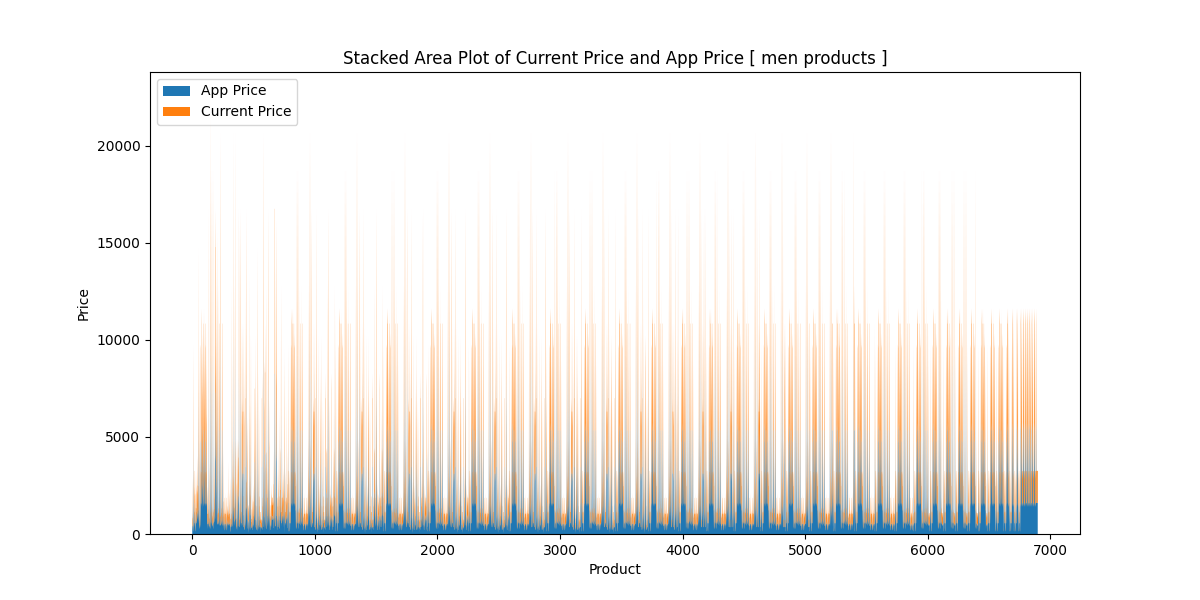 Stacked Area Plot of Current Price and App Price [ men products ]
App Price
Current Price
20000
15000
10000
5000
0
Price
0 1000 2000 3000 4000 5000 6000 7000
Product